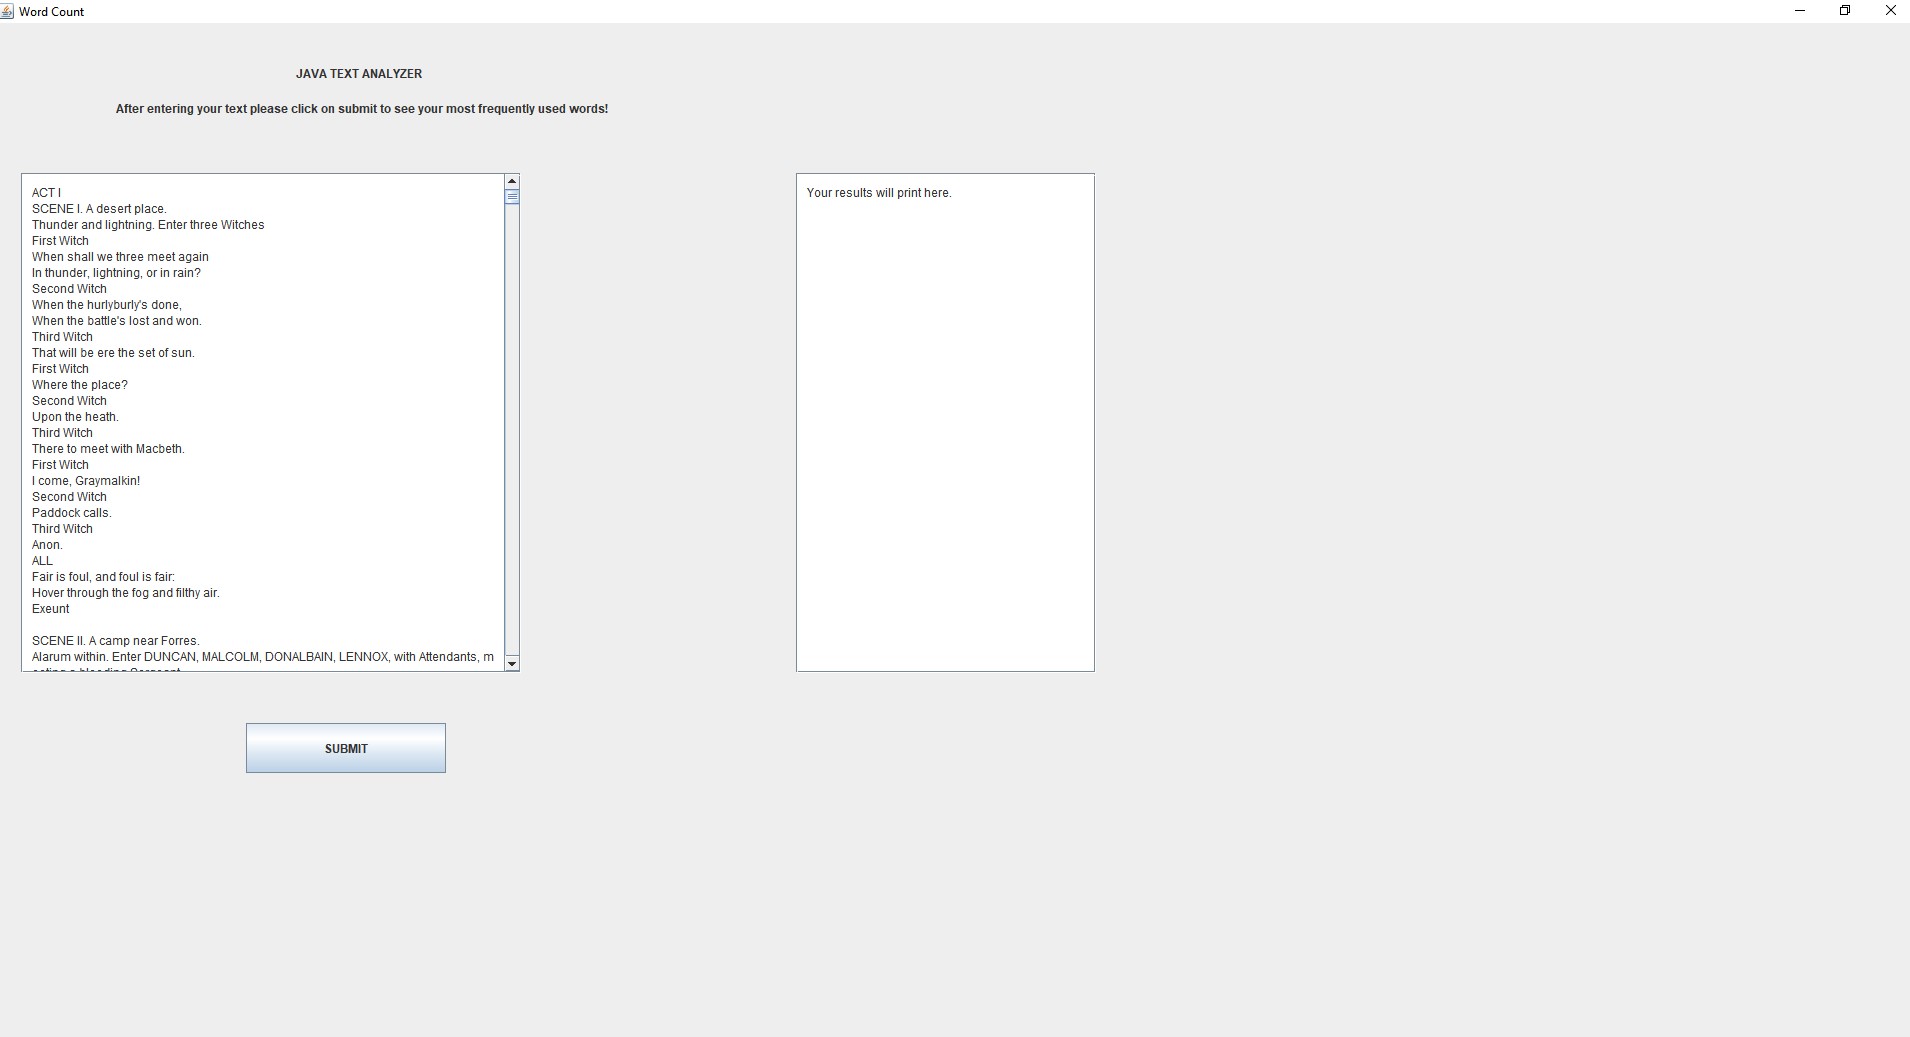 Word Count
JAVA TEXT ANALYZER
After entering your text please click on submit to see your most frequently used words!
ACT I
SCENE I. A desert place.
Thunder and lightning. Enter three Witches
First Witch
When shall we three meet again
In thunder, lightning, or in rain?
Second Witch
When the hurlyburly's done,
When the battle's lost and won.
Third Witch
That will be ere the set of sun.
First Witch
Where the place?
Second Witch
Upon the heath.
Third Witch
There to meet with Macbeth.
First Witch
I come, Graymalkin!
Second Witch
Paddock calls.
Third Witch
Anon.
ALL
Fair is foul, and foul is fair:
Hover through the fog and filthy air.
Exeunt
SCENE II. A camp near Forres.
Alarum within. Enter DUNCAN, MALCOLM, DONALBAIN, LENNOX, with Attendants, m
eeting a bleeding Sergeant
Your results will print here.
SUBMIT